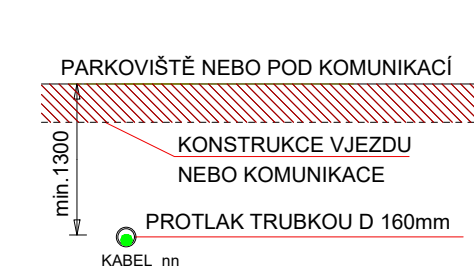 PARKOVIŠTĚ NEBO POD KOMUNIKACÍ
min.1300
KONSTRUKCE VJEZDU
NEBO KOMUNIKACE
PROTLAK TRUBKOU D 160mm
KABEL nn